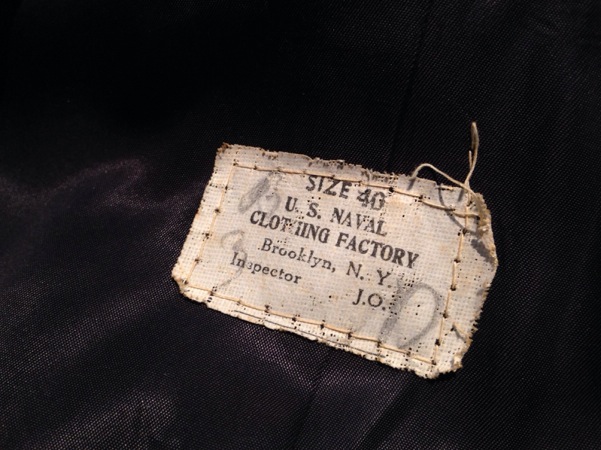 SIZE 40
U. S. NAVAL
CLOTHING FACTORY
Brooklyn, N. Y.
Inspector J.O.